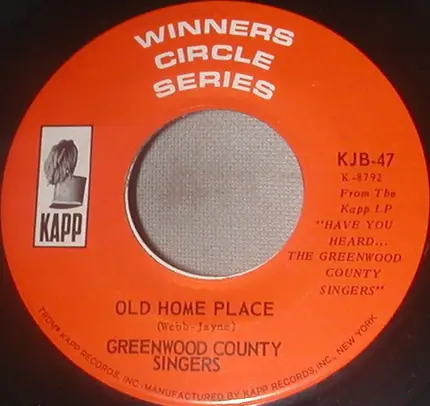 WINNERS
CIRCLE
SERIES
KAPP
KJB-47
K-8792
From The
Kapp LP
"HAVE YOU
HEARD...
THE GREENWOOD
COUNTY
SINGERS"
OLD HOME PLACE
(Webb-Jayne)
GREENWOOD COUNTY
SINGERS
KAPP RECORDS, INC.-MANUFACTURED BY KAPP RECORDS, INC., NEW YORK